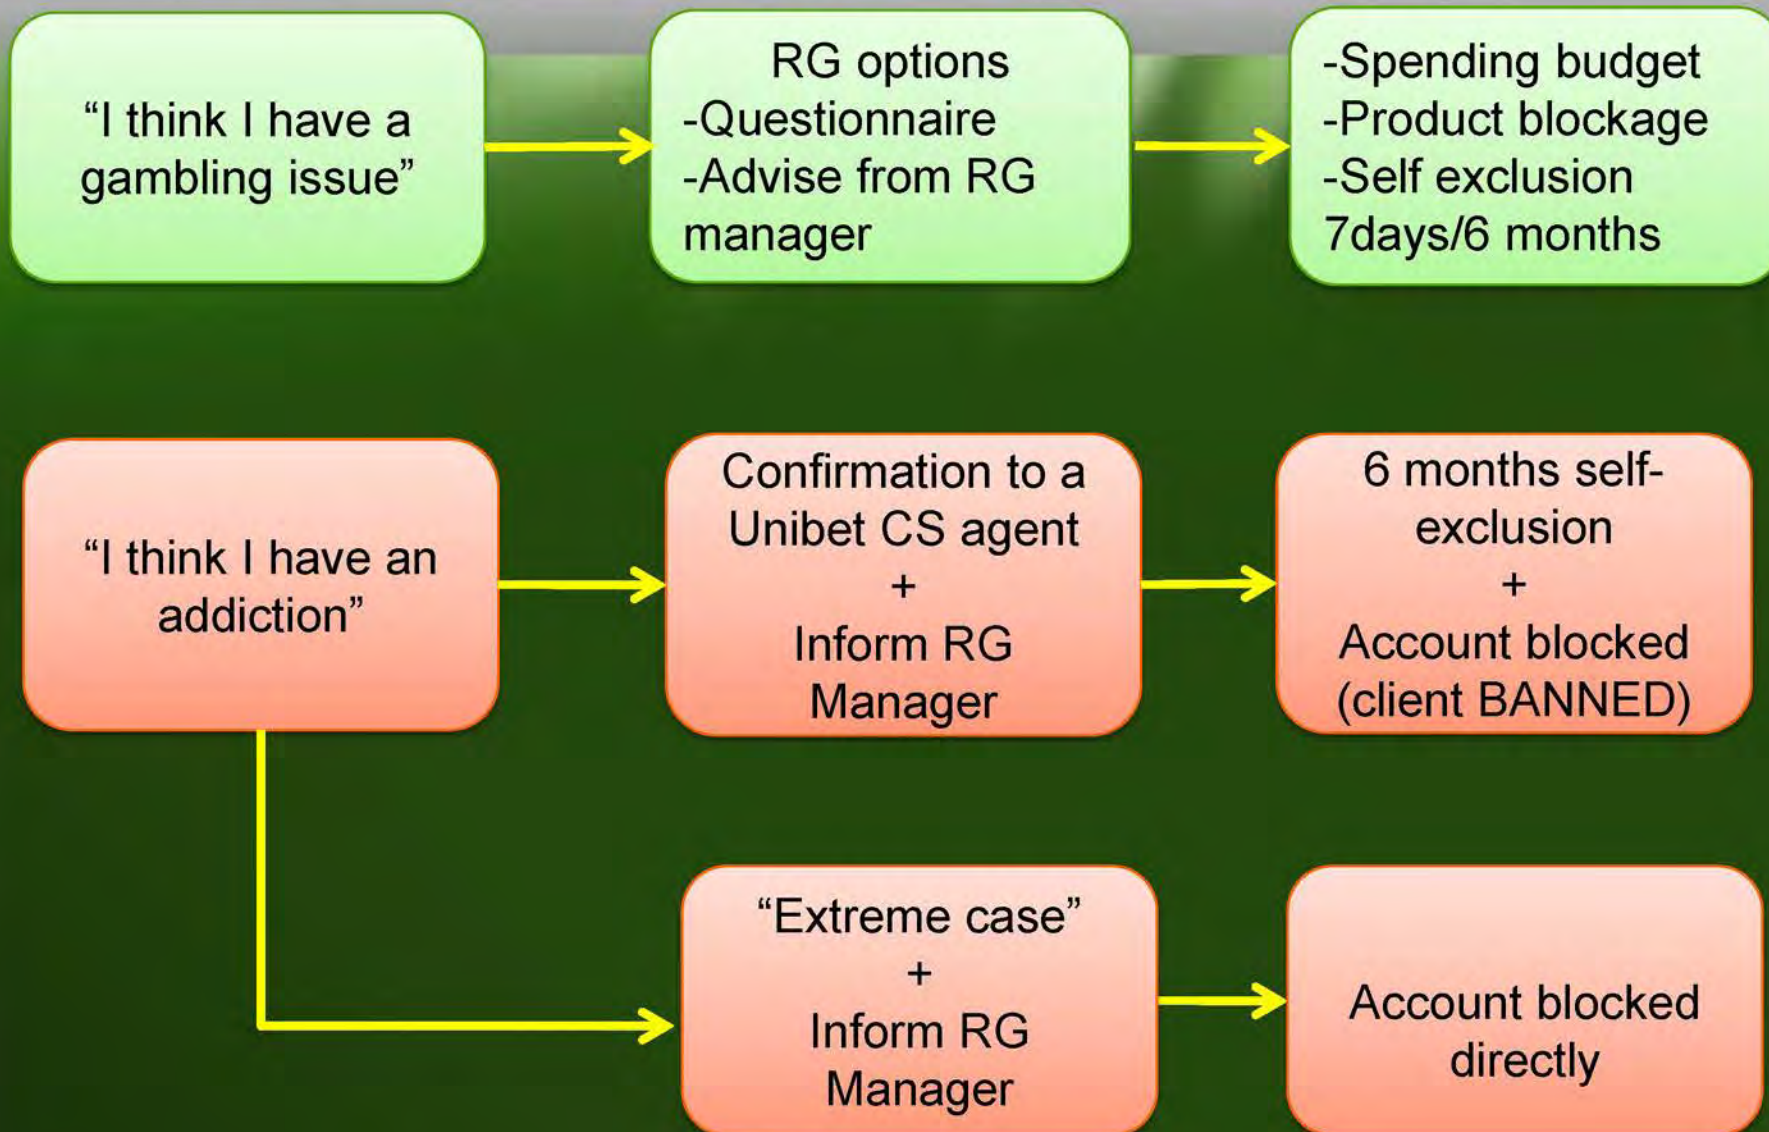 “I think I have a
gambling issue”
RG options
-Questionnaire
-Advise from RG
manager
-Spending budget
-Product blockage
-Self exclusion
7days/6 months
“I think I have an
addiction”
Confirmation to a
Unibet CS agent
+
Inform RG
Manager
6 months self-
exclusion
+
Account blocked
(client BANNED)
“Extreme case”
+
Inform RG
Manager
Account blocked
directly